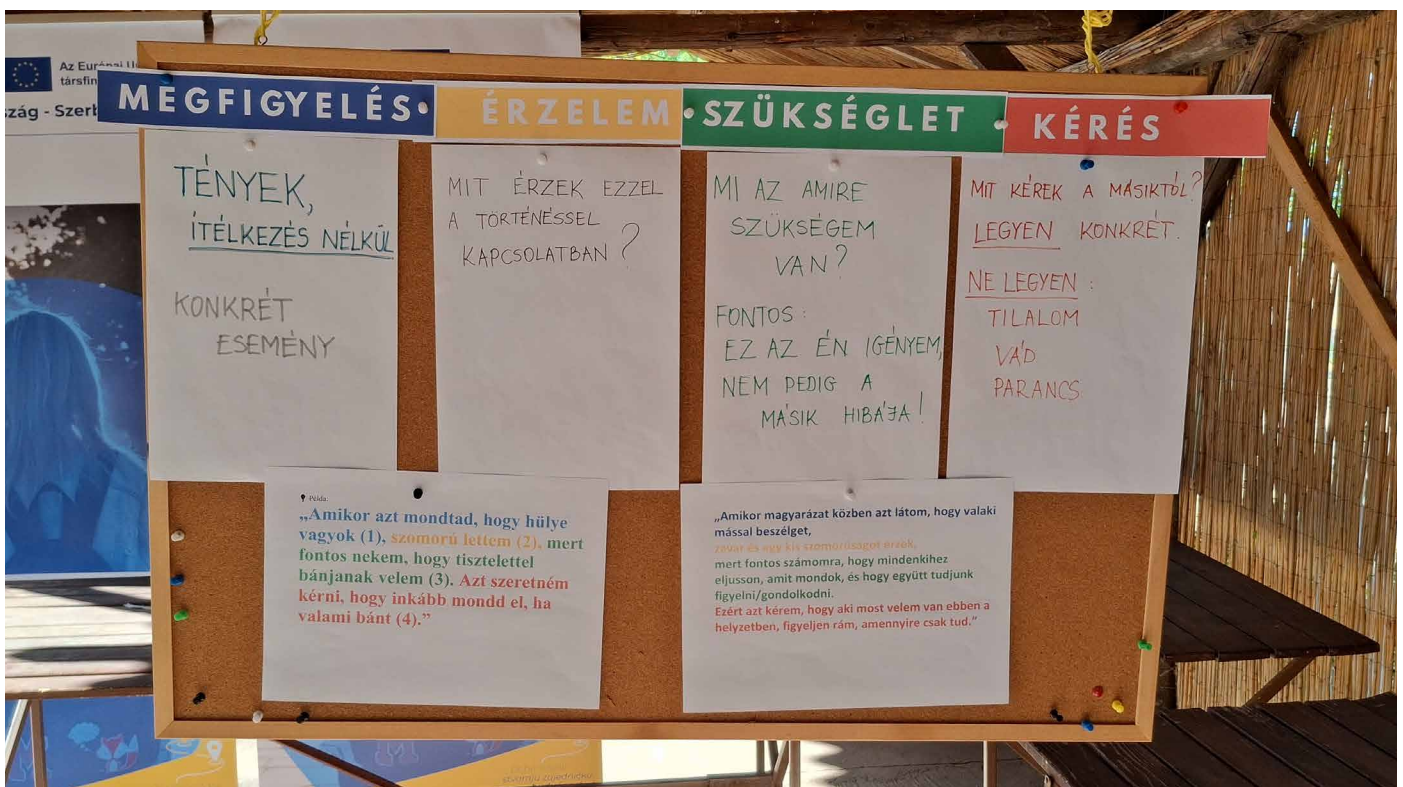 Az Európai
társfin
zág - Szerb
MEGFIGYELÉS
ÉRZELEM
SZÜKSÉGLET
KÉRÉS
TÉNYEK,
ÍTÉLKEZÉS NÉLKÜL
KONKRÉT
ESEMÉNY
MIT ÉRZEK EZZEL
A TÖRTÉNÉSSEL
KAPCSOLATBAN?
MI AZ AMIRE
SZÜKSÉGEM
VAN?
FONTOS:
EZ AZ ÉN IGÉNYEM,
NEM PEDIG A
MÁSIK HIBÁJA!
MIT KÉREK A MÁSIKTÓL?
LEGYEN KONKRÉT.
NE LEGYEN:
TILALOM
VÁD
PARANCS
Példa:
„Amikor azt mondtad, hogy hülye
vagyok (1), szomorú lettem (2), mert
fontos nekem, hogy tisztelettel
bánjanak velem (3). Azt szeretném
kérni, hogy inkább mondd el, ha
valami bánt (4).”
„Amikor magyarázat közben azt látom, hogy valaki
mással beszélget,
zavar és egy kis szomorúságot érzek,
mert fontos számomra, hogy mindenkihez
eljusson, amit mondok, és hogy együtt tudjunk
figyelni/gondolkodni.
Ezért azt kérem, hogy aki most velem van ebben a
helyzetben, figyeljen rám, amennyire csak tud.”